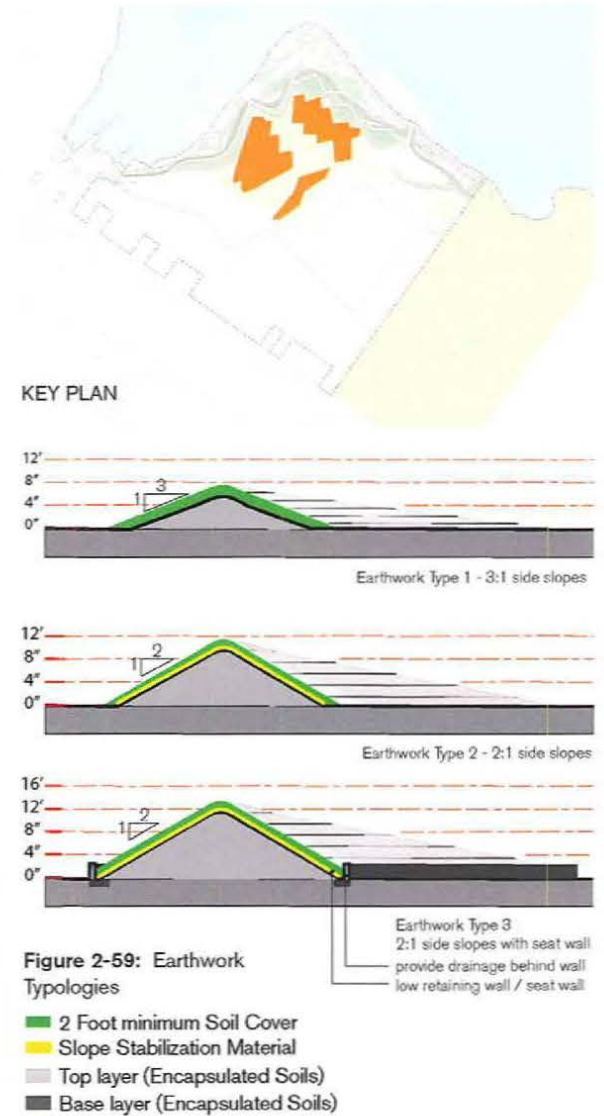 KEY PLAN
12'
8"
4"
0"
3
1
Earthwork Type 1 - 3:1 side slopes
12'
8"
4"
0"
2
1
Earthwork Type 2 - 2:1 side slopes
16'
12'
8"
4"
0"
2
1
Earthwork Type 3
2:1 side slopes with seat wall
provide drainage behind wall
low retaining wall / seat wall
Figure 2-59: Earthwork
Typologies
2 Foot minimum Soil Cover
Slope Stabilization Material
Top layer (Encapsulated Soils)
Base layer (Encapsulated Soils)